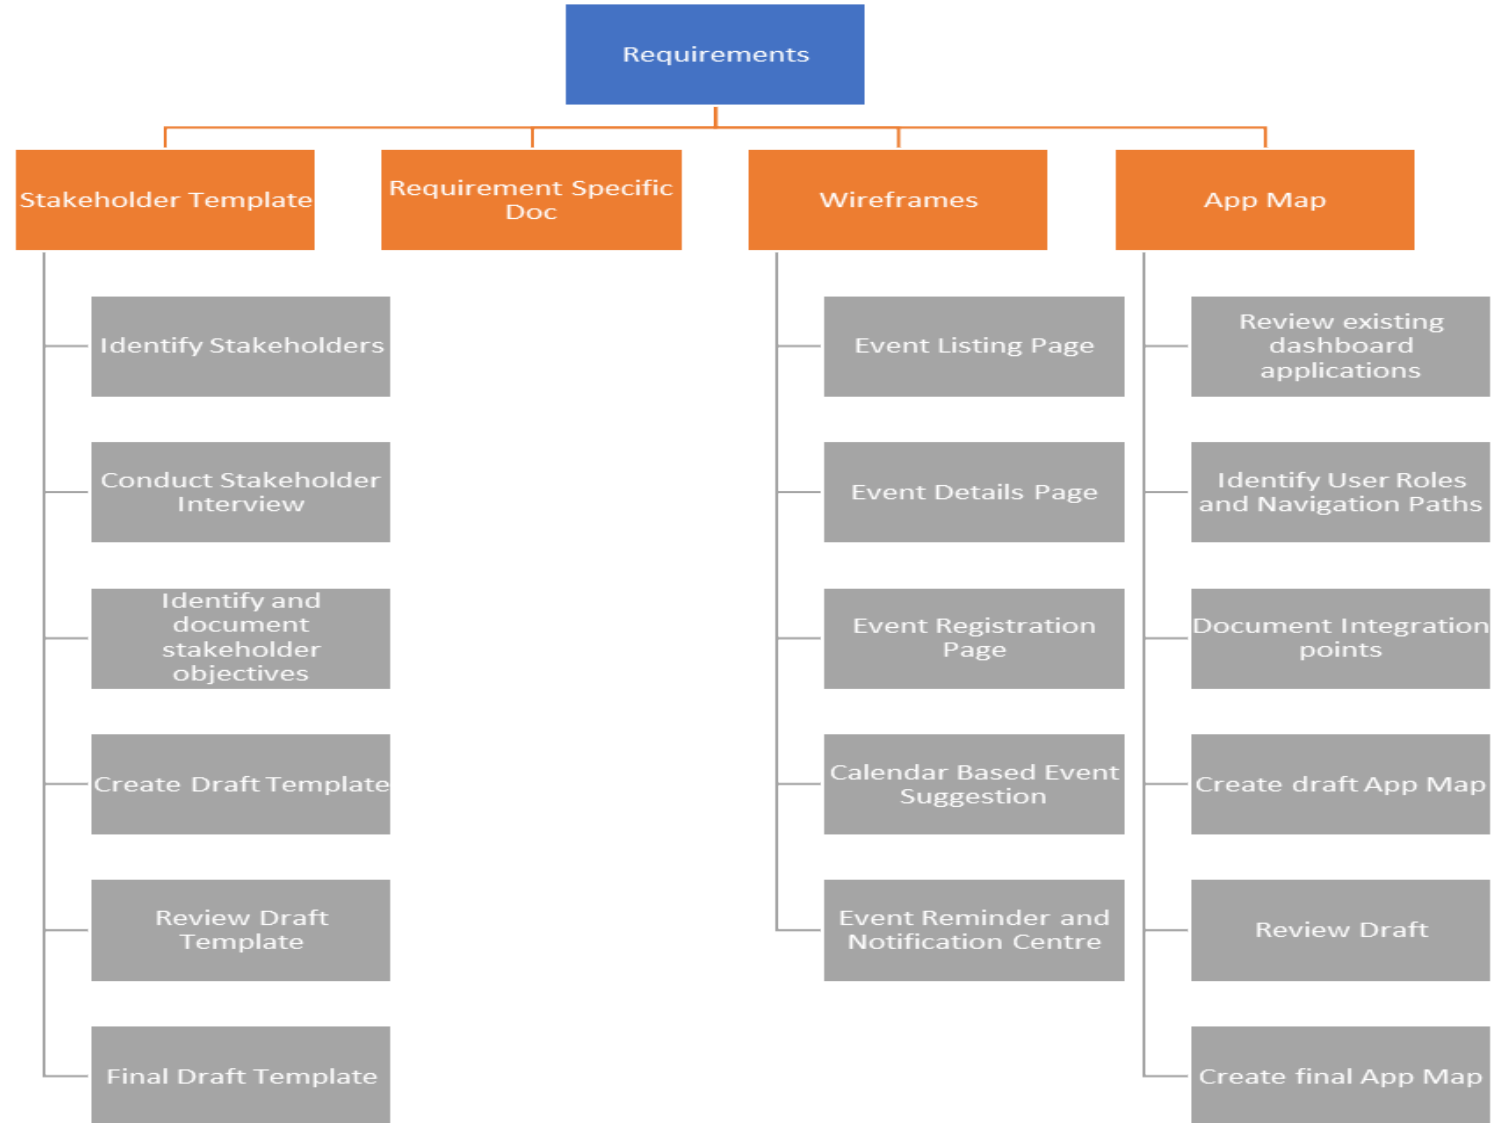 Requirements
Stakeholder Template
Requirement Specific
Doc
Wireframes
App Map
Identify Stakeholders
Conduct Stakeholder
Interview
Identify and
document
stakeholder
objectives
Create Draft Template
Review Draft
Template
Final Draft Template
Event Listing Page
Event Details Page
Event Registration
Page
Calendar Based Event
Suggestion
Event Reminder and
Notification Centre
Review existing
dashboard
applications
Identify User Roles
and Navigation Paths
Document Integration
points
Create draft App Map
Review Draft
Create final App Map